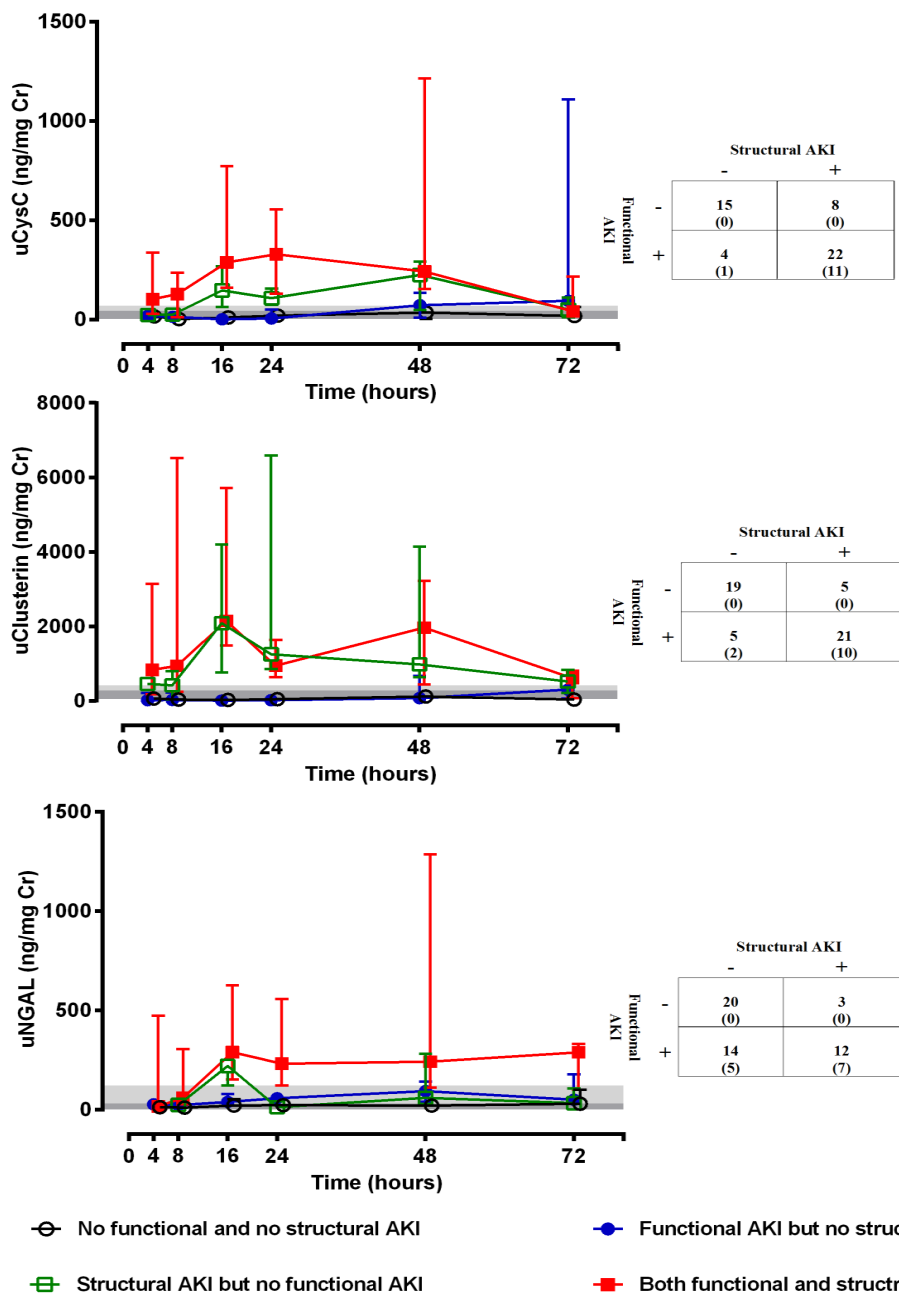 1500
1000
500
0
uCysC (ng/mg Cr)
0 4 8 16 24 48 72
Time (hours)
Structural AKI
- +
Functional
AKI
- 15 8
(0) (0)
+ 4 22
(1) (11)
8000
6000
4000
2000
0
uClusterin (ng/mg Cr)
0 4 8 16 24 48 72
Time (hours)
Structural AKI
- +
Functional
AKI
- 19 5
(0) (0)
+ 5 21
(2) (10)
1500
1000
500
0
uNGAL (ng/mg Cr)
0 4 8 16 24 48 72
Time (hours)
Structural AKI
- +
Functional
AKI
- 20 3
(0) (0)
+ 14 12
(5) (7)
No functional and no structural AKI
Functional AKI but no struc
Structural AKI but no functional AKI
Both functional and struct